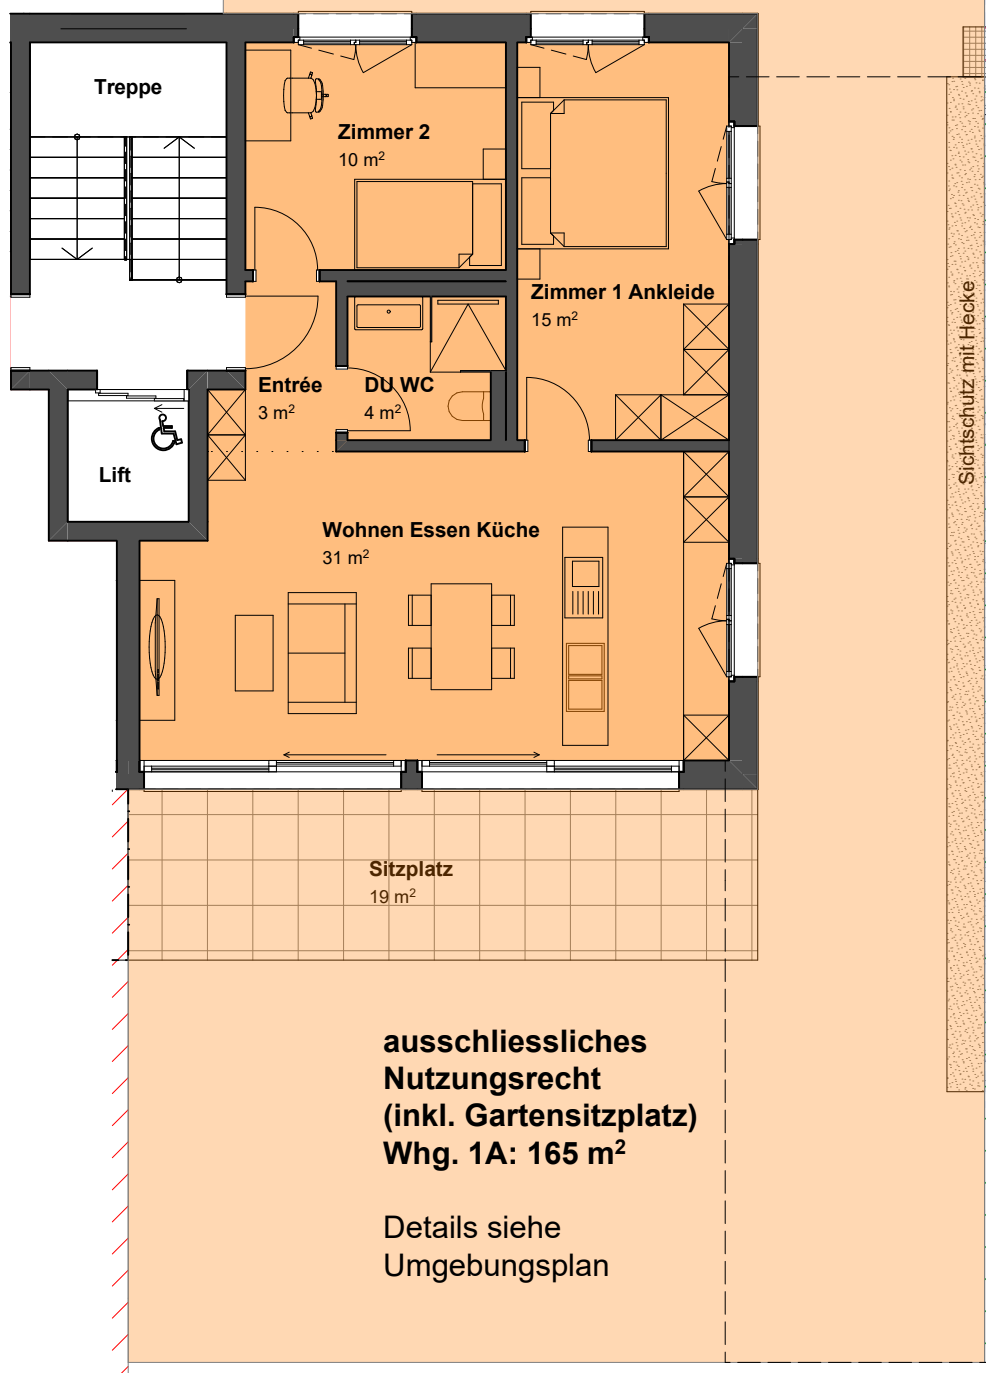 Treppe
Zimmer 2
10 m²
Zimmer 1 Ankleide
15 m²
Entrée
3 m²
DU WC
4 m²
Lift
Wohnen Essen Küche
31 m²
Sichtschutz mit Hecke
Sitzplatz
19 m²
ausschliessliches
Nutzungsrecht
(inkl. Gartensitzplatz)
Whg. 1A: 165 m²
Details siehe
Umgebungsplan